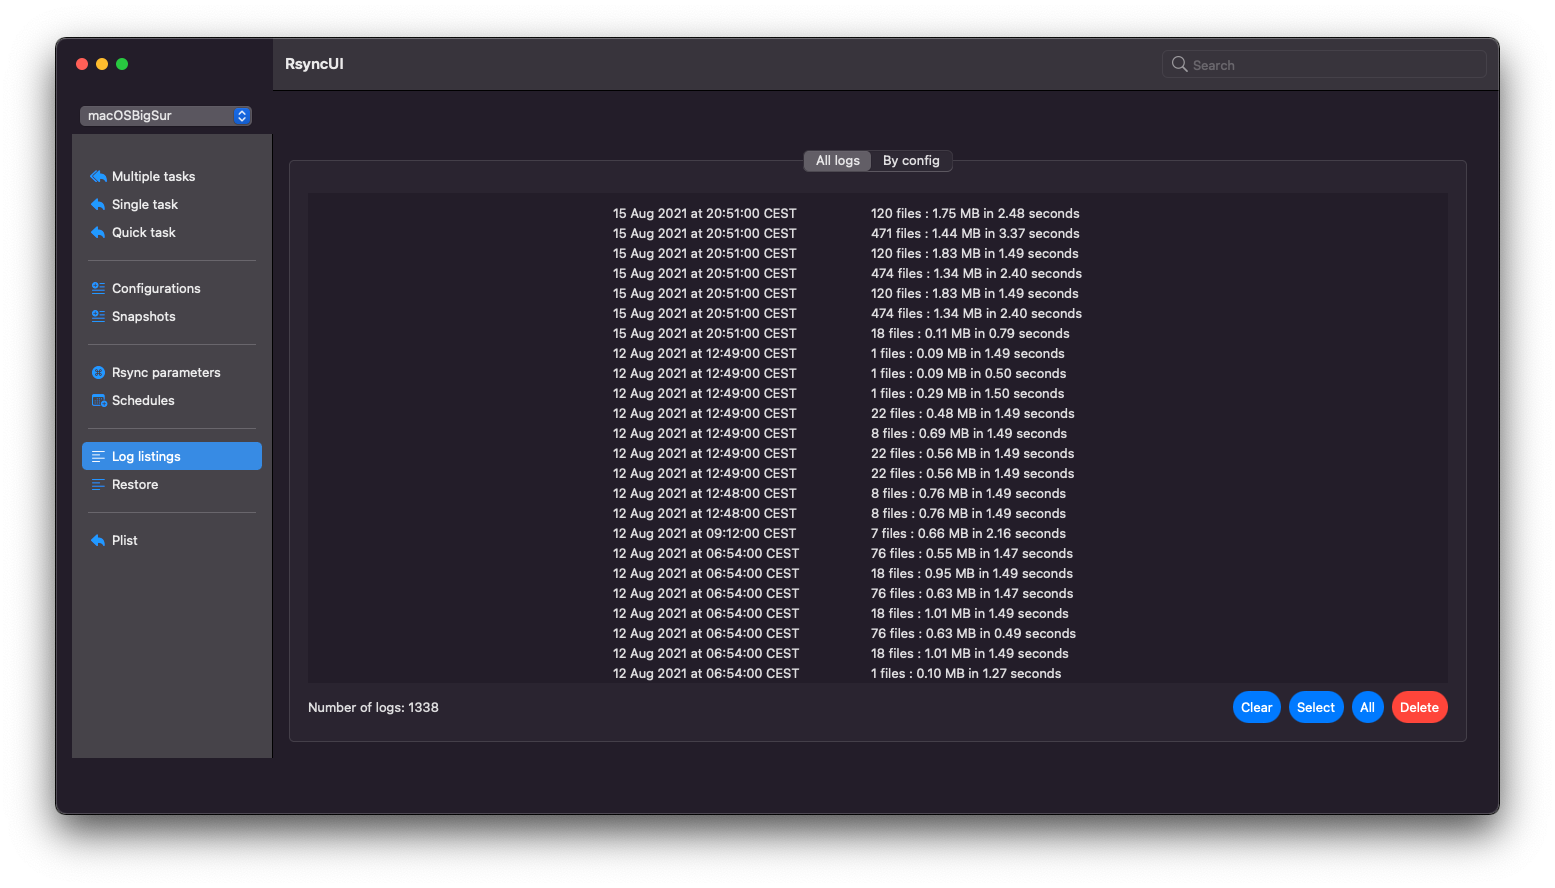 RsyncUI
Search
macOSBigSur
Multiple tasks
Single task
Quick task
Configurations
Snapshots
Rsync parameters
Schedules
Log listings
Restore
Plist
All logs By config
15 Aug 2021 at 20:51:00 CEST 120 files : 1.75 MB in 2.48 seconds
15 Aug 2021 at 20:51:00 CEST 471 files : 1.44 MB in 3.37 seconds
15 Aug 2021 at 20:51:00 CEST 120 files : 1.83 MB in 1.49 seconds
15 Aug 2021 at 20:51:00 CEST 474 files : 1.34 MB in 2.40 seconds
15 Aug 2021 at 20:51:00 CEST 120 files : 1.83 MB in 1.49 seconds
15 Aug 2021 at 20:51:00 CEST 474 files : 1.34 MB in 2.40 seconds
15 Aug 2021 at 20:51:00 CEST 18 files : 0.11 MB in 0.79 seconds
12 Aug 2021 at 12:49:00 CEST 1 files : 0.09 MB in 1.49 seconds
12 Aug 2021 at 12:49:00 CEST 1 files : 0.09 MB in 0.50 seconds
12 Aug 2021 at 12:49:00 CEST 1 files : 0.29 MB in 1.50 seconds
12 Aug 2021 at 12:49:00 CEST 22 files : 0.48 MB in 1.49 seconds
12 Aug 2021 at 12:49:00 CEST 8 files : 0.69 MB in 1.49 seconds
12 Aug 2021 at 12:49:00 CEST 22 files : 0.56 MB in 1.49 seconds
12 Aug 2021 at 12:49:00 CEST 22 files : 0.56 MB in 1.49 seconds
12 Aug 2021 at 12:48:00 CEST 8 files : 0.76 MB in 1.49 seconds
12 Aug 2021 at 12:48:00 CEST 8 files : 0.76 MB in 1.49 seconds
12 Aug 2021 at 09:12:00 CEST 7 files : 0.66 MB in 2.16 seconds
12 Aug 2021 at 06:54:00 CEST 76 files : 0.55 MB in 1.47 seconds
12 Aug 2021 at 06:54:00 CEST 18 files : 0.95 MB in 1.49 seconds
12 Aug 2021 at 06:54:00 CEST 76 files : 0.63 MB in 1.47 seconds
12 Aug 2021 at 06:54:00 CEST 18 files : 1.01 MB in 1.49 seconds
12 Aug 2021 at 06:54:00 CEST 76 files : 0.63 MB in 0.49 seconds
12 Aug 2021 at 06:54:00 CEST 18 files : 1.01 MB in 1.49 seconds
12 Aug 2021 at 06:54:00 CEST 1 files : 0.10 MB in 1.27 seconds
Number of logs: 1338
Clear Select All Delete